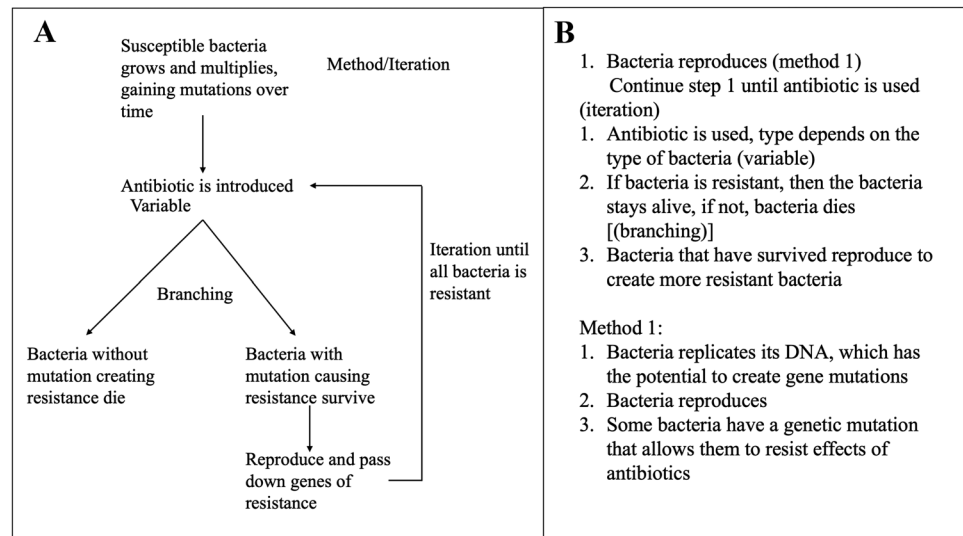 A
Susceptible bacteria
grows and multiplies,
gaining mutations over
time
Method/Iteration
Antibiotic is introduced
Variable
Iteration until
all bacteria is
resistant
Branching
Bacteria without
mutation creating
resistance die
Bacteria with
mutation causing
resistance survive
Reproduce and pass
down genes of
resistance
B
1. Bacteria reproduces (method 1)
Continue step 1 until antibiotic is used
(iteration)
1. Antibiotic is used, type depends on the
type of bacteria (variable)
2. If bacteria is resistant, then the bacteria
stays alive, if not, bacteria dies
[(branching)]
3. Bacteria that have survived reproduce to
create more resistant bacteria
Method 1:
1. Bacteria replicates its DNA, which has
the potential to create gene mutations
2. Bacteria reproduces
3. Some bacteria have a genetic mutation
that allows them to resist effects of
antibiotics